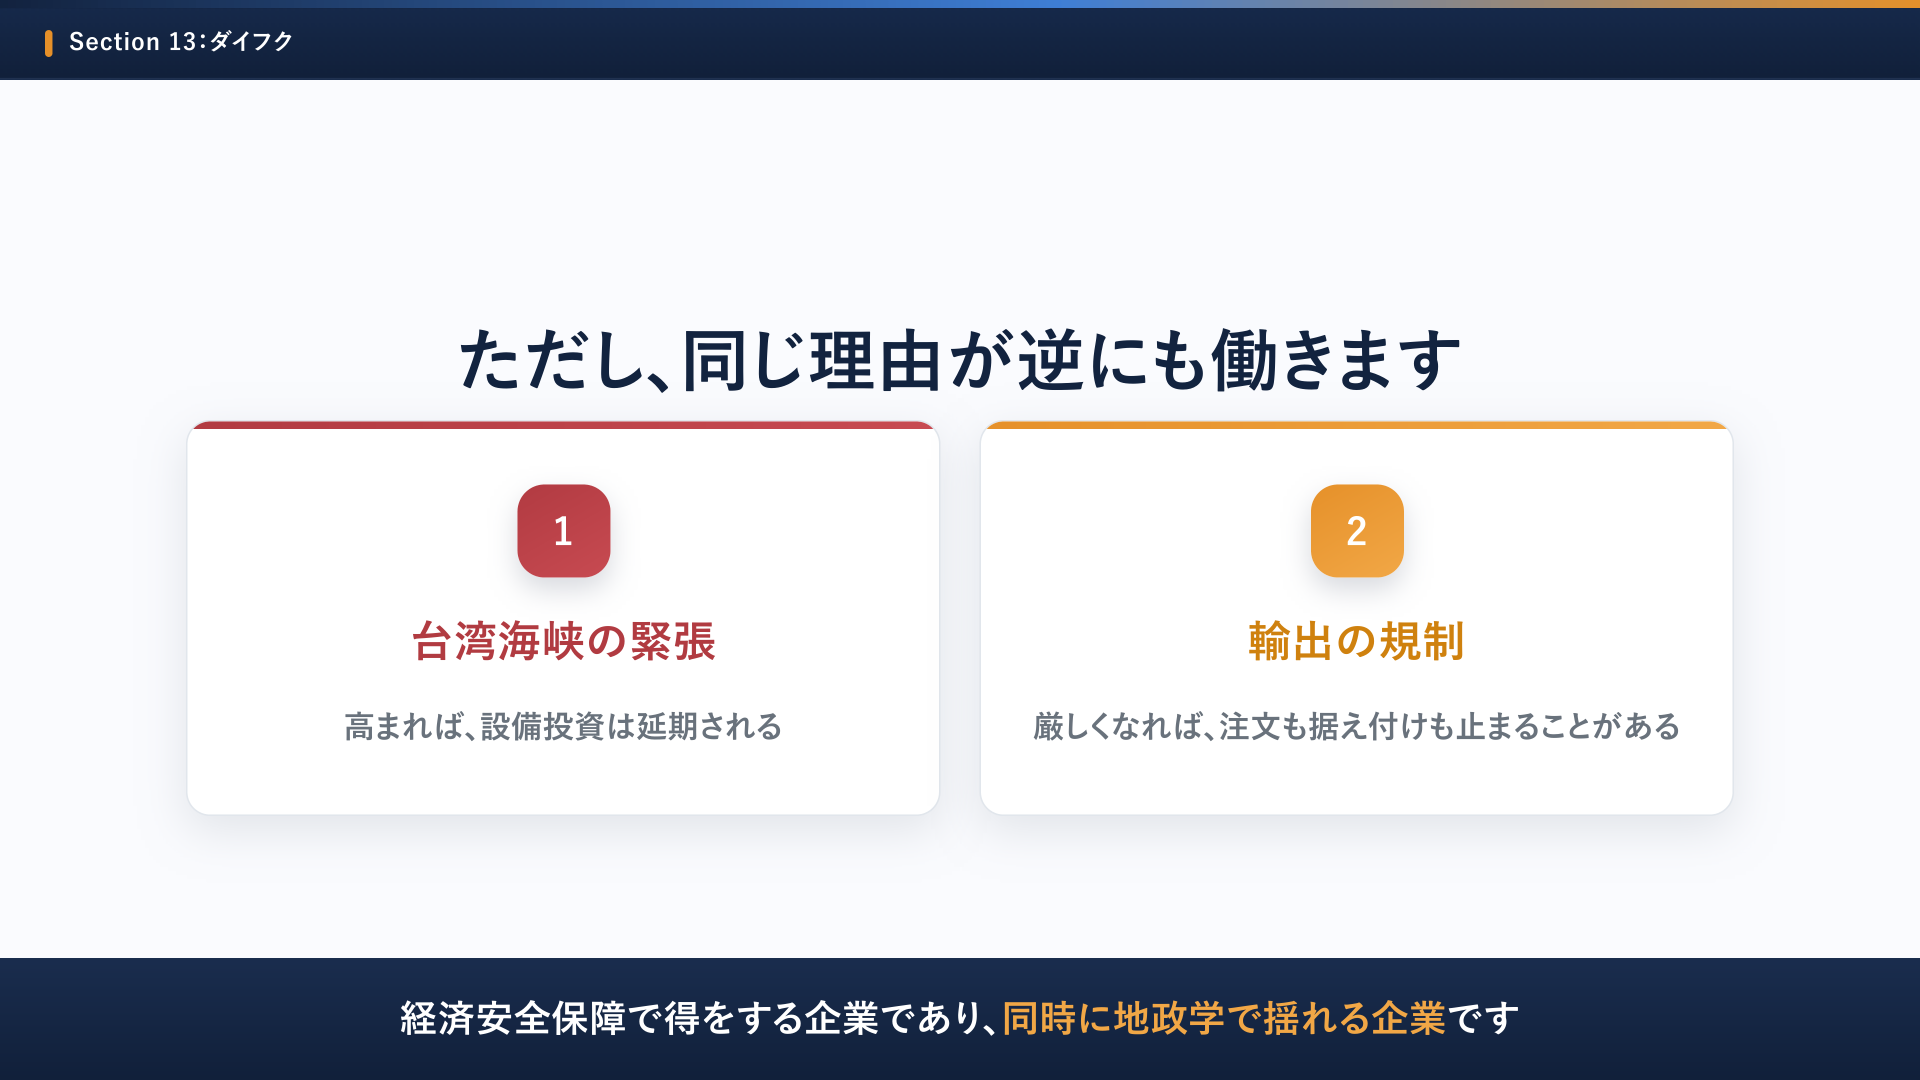 Section 13：ダイフク
ただし、同じ理由が逆にも働きます
1
台湾海峡の緊張
高まれば、設備投資は延期される
2
輸出の規制
厳しくなれば、注文も据え付けも止まることがある
経済安全保障で得をする企業であり、同時に地政学で揺れる企業です